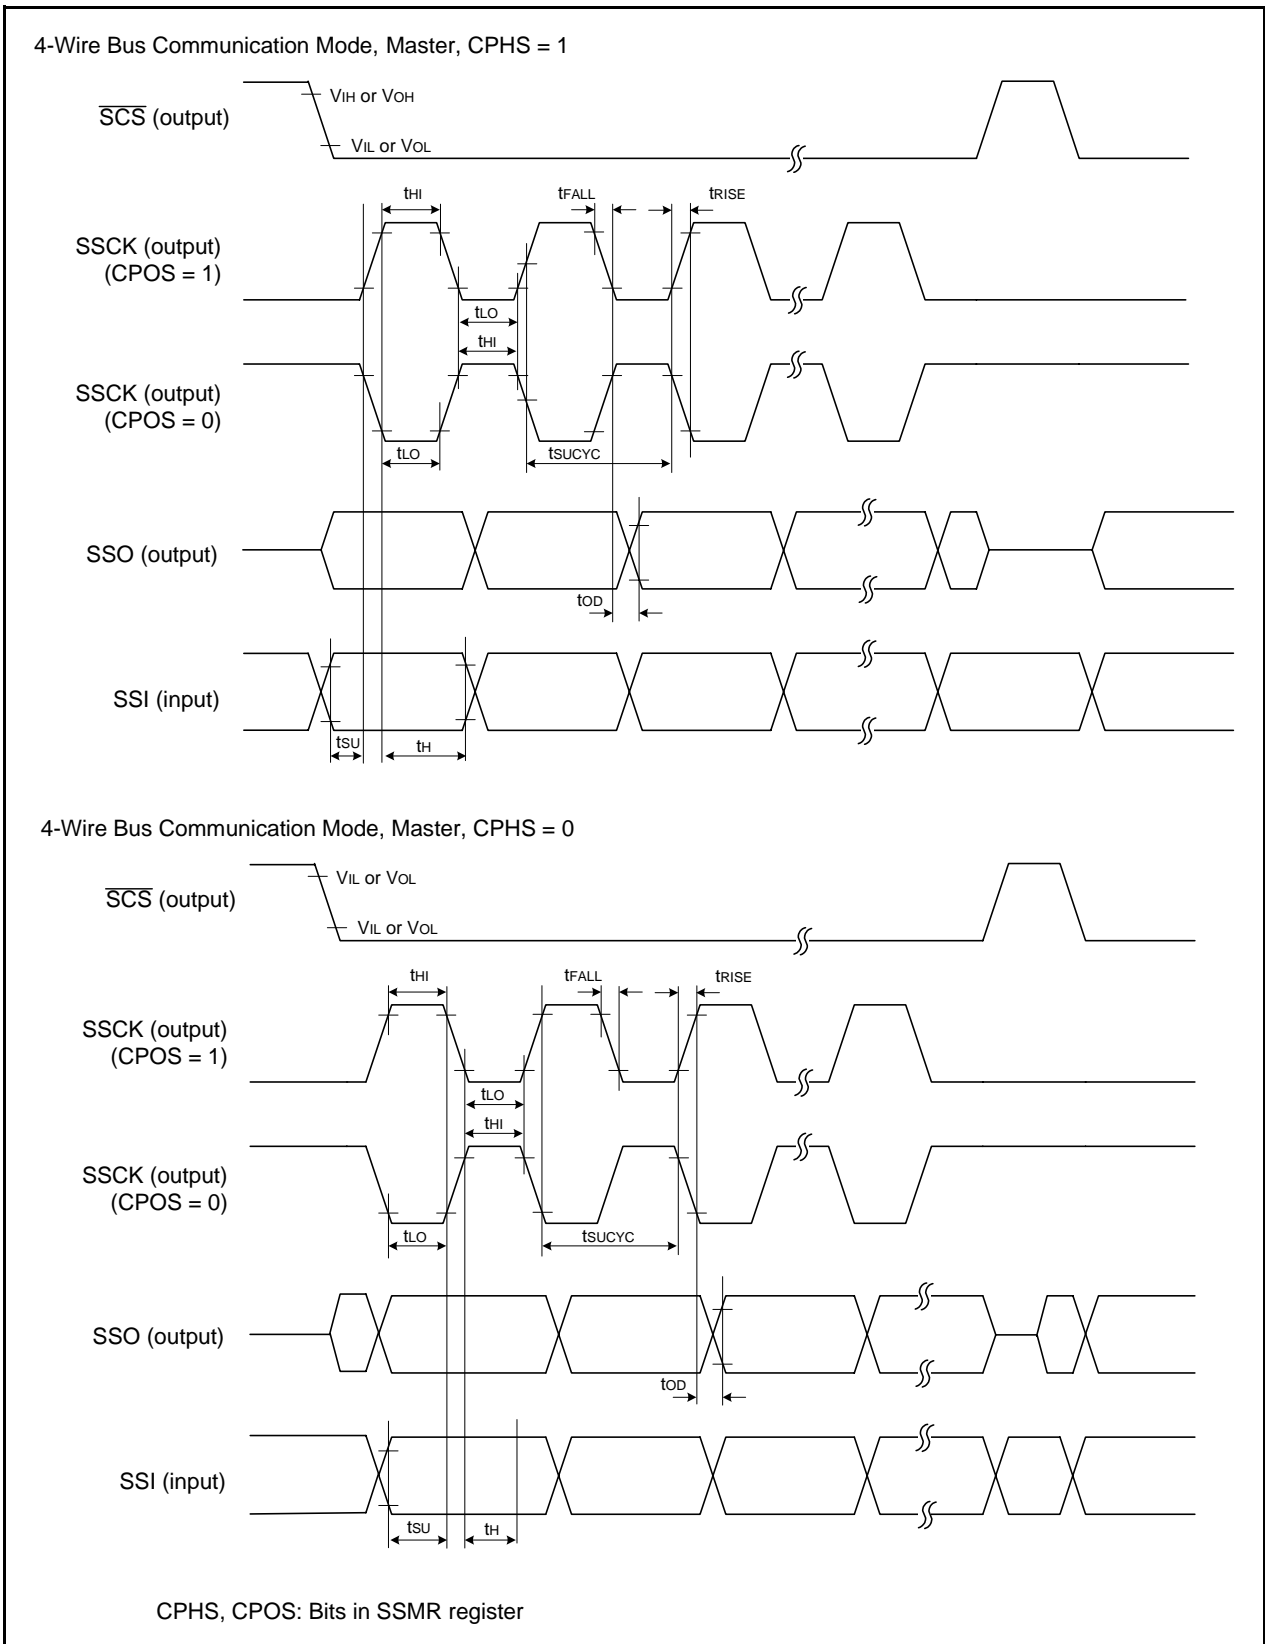 4-Wire Bus Communication Mode, Master, CPHS = 1
VIH or VOH
SCS (output)
VIL or VOL
tHI
tFALL
tRISE
SSCK (output)
(CPOS = 1)
tLO
tHI
SSCK (output)
(CPOS = 0)
tLO
tSUCYC
SSO (output)
tOD
SSI (input)
tSU
tH
4-Wire Bus Communication Mode, Master, CPHS = 0
VIL or VOL
SCS (output)
VIL or VOL
tHI
tFALL
tRISE
SSCK (output)
(CPOS = 1)
tLO
tHI
SSCK (output)
(CPOS = 0)
tLO
tSUCYC
SSO (output)
tOD
SSI (input)
tSU
tH
CPHS, CPOS: Bits in SSMR register